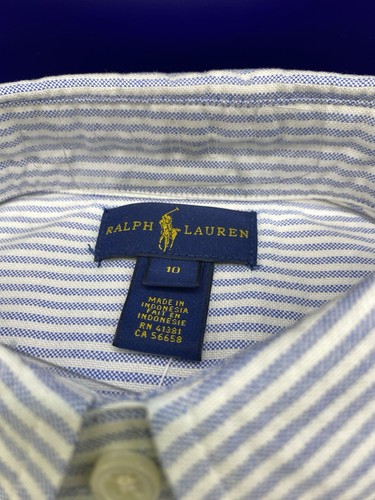 RALPH LAUREN
10
MADE IN
INDONESIA
FAIT EN
INDONESIE
RN 41381
CA 56658